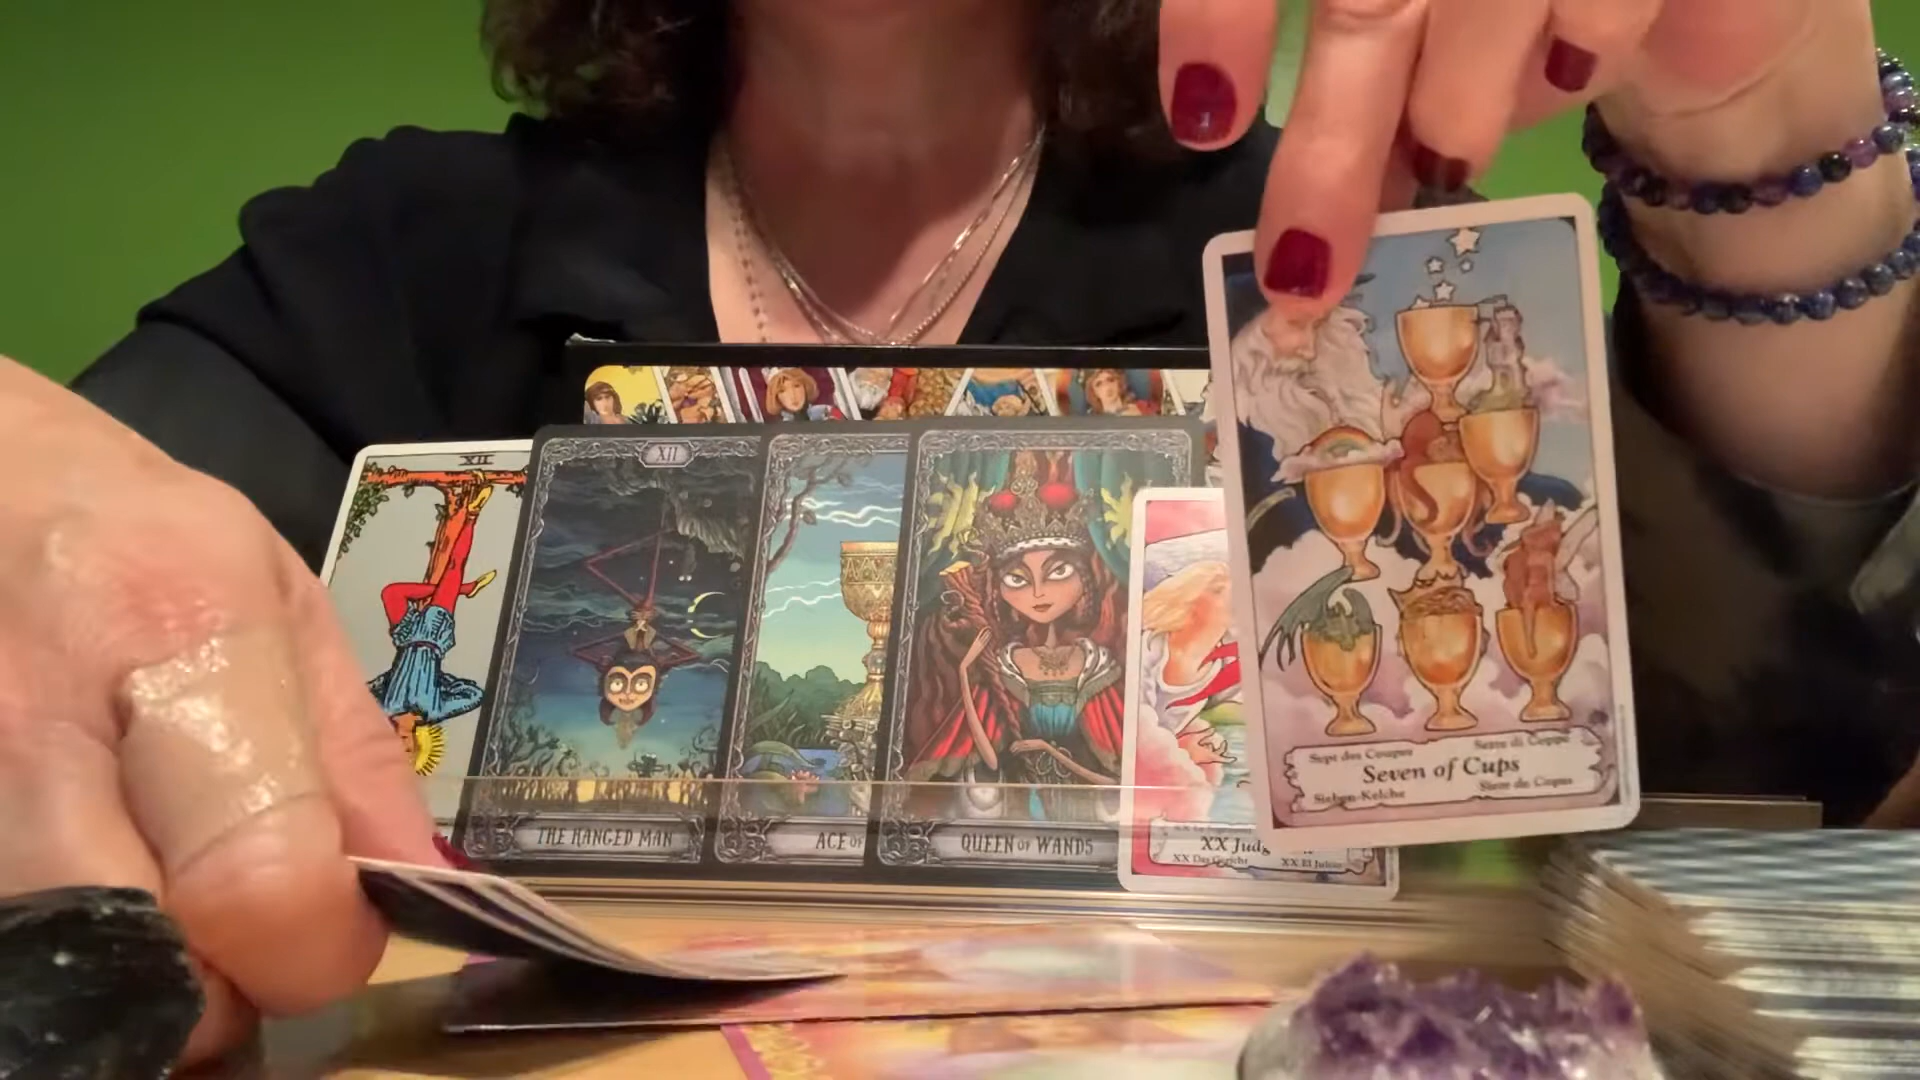 XII
XII
THE HANGED MAN
ACE OF
QUEEN OF WANDS
XX Judg
XX Das Gericht
XX El Juicio
Sept des Coupes
Sette di Coppe
Seven of Cups
Sieben-Kelche
Siete de Copas